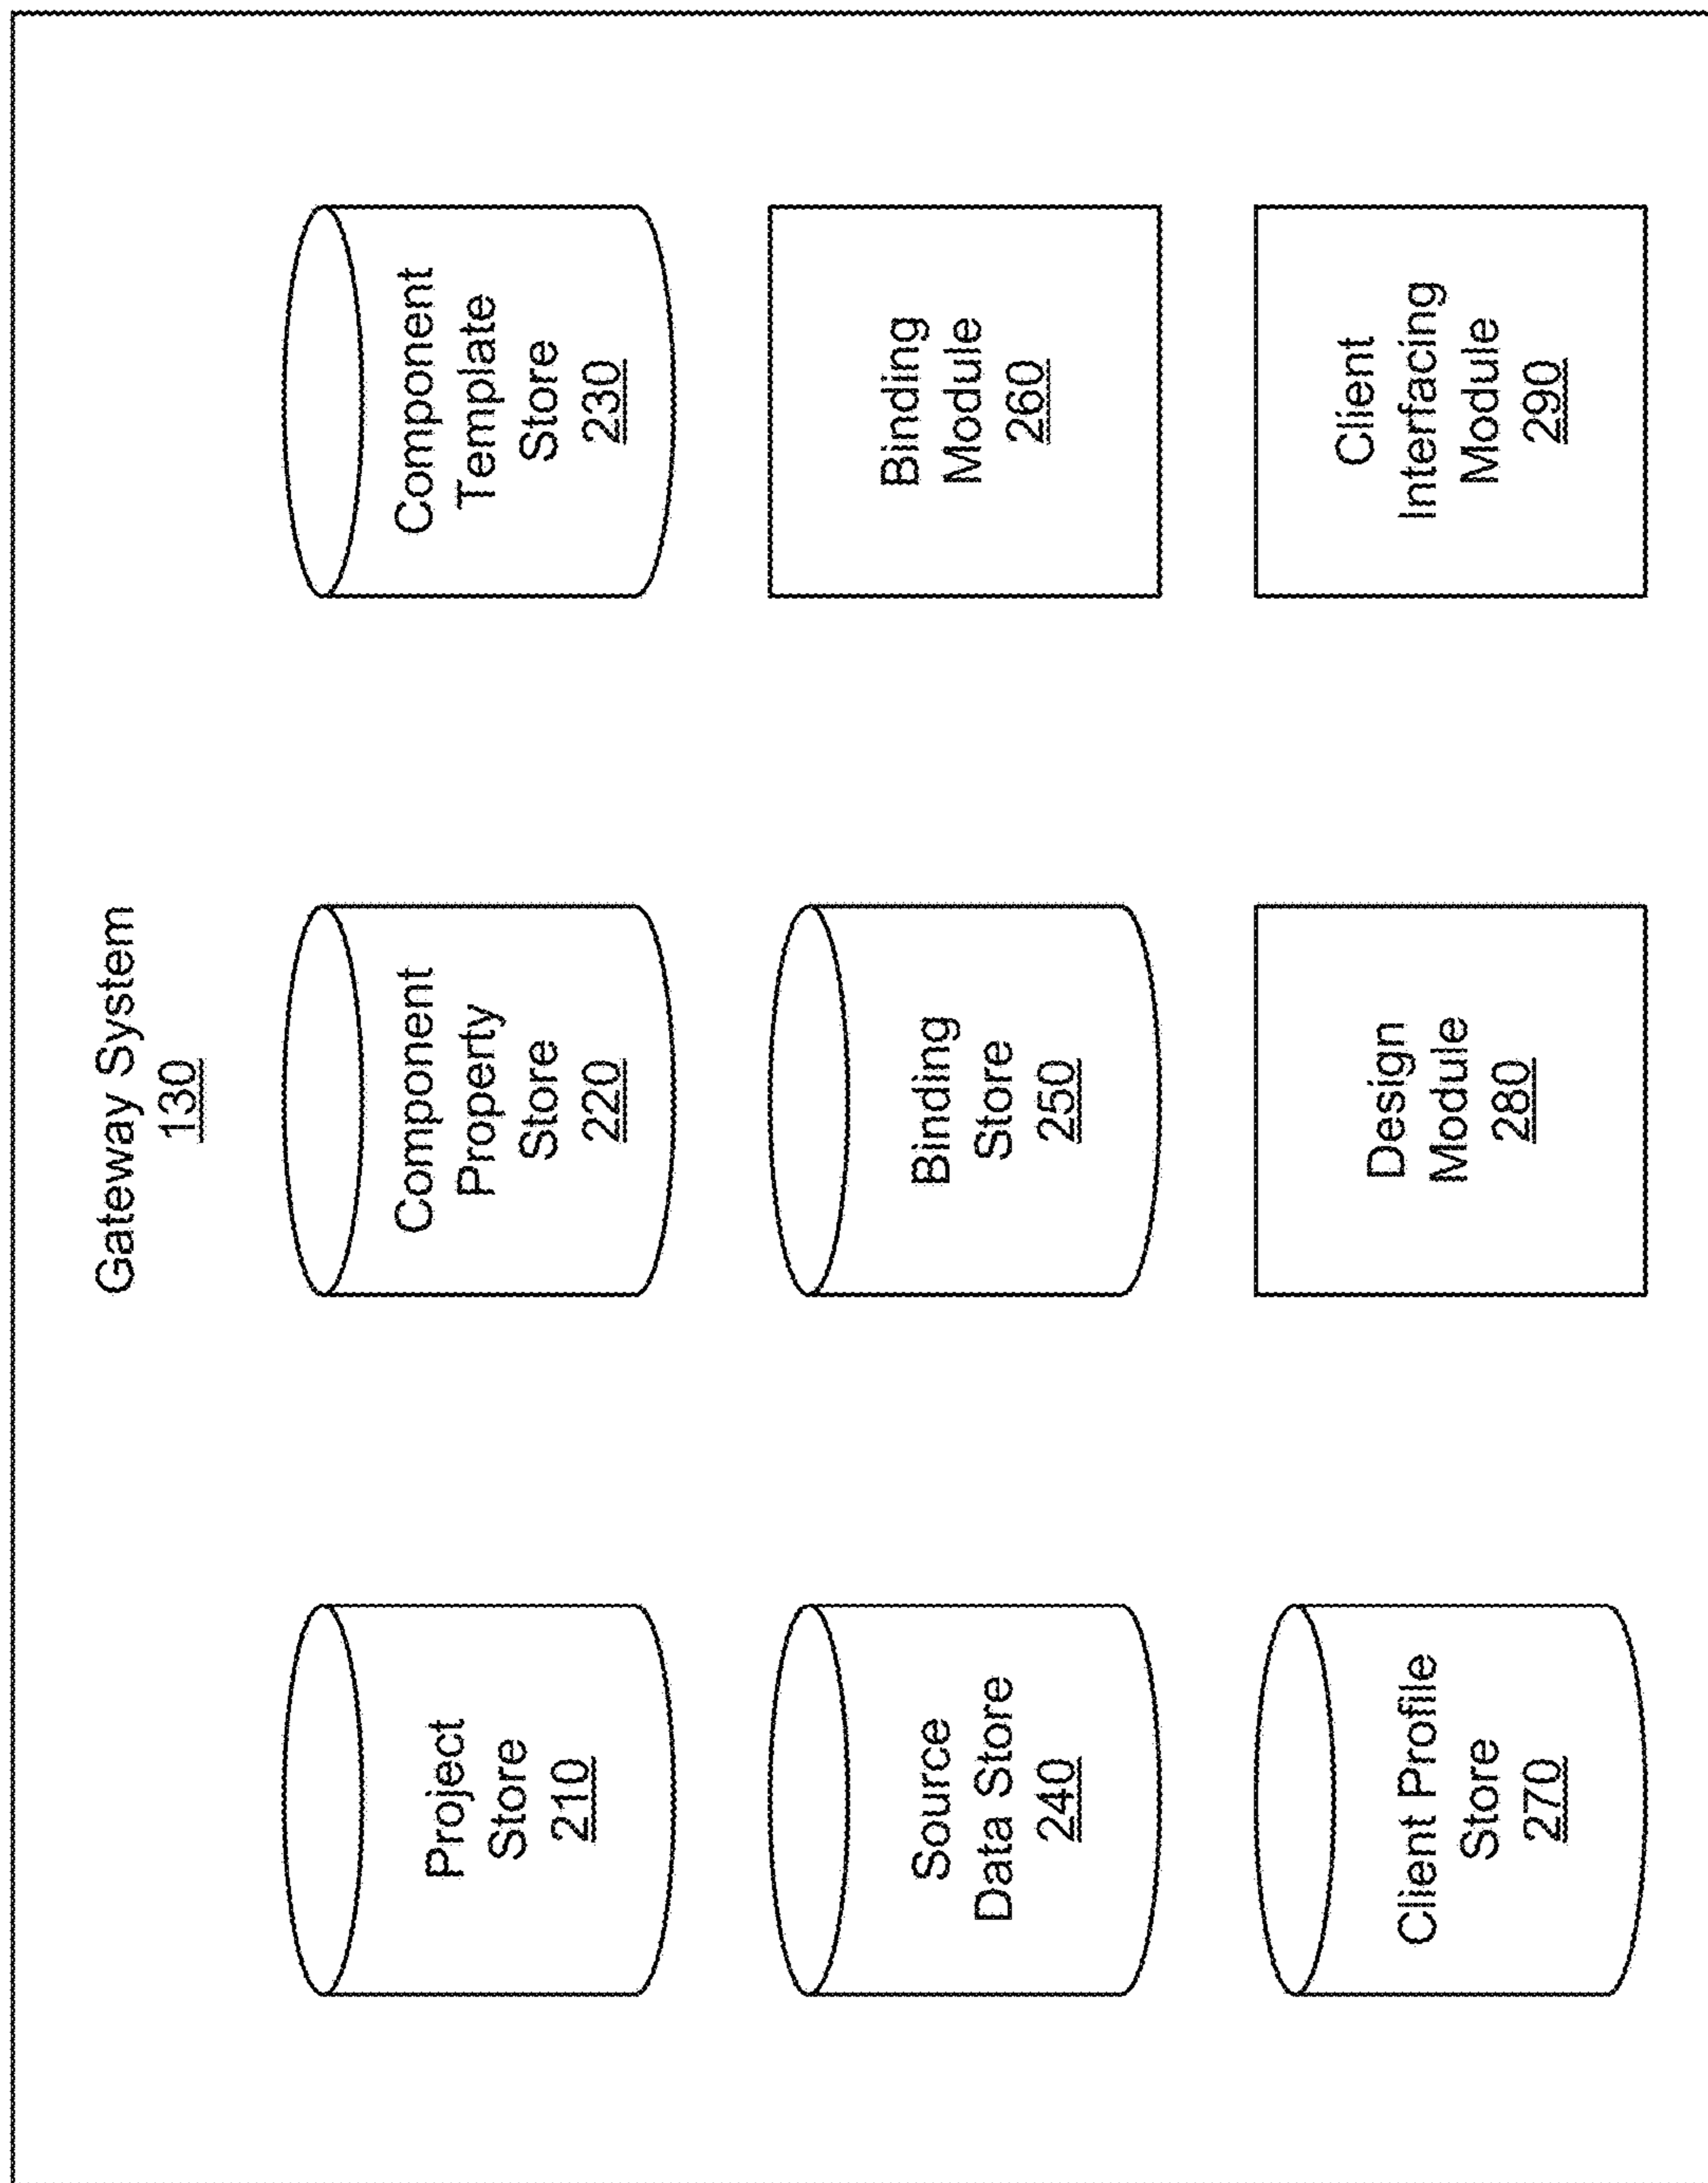 Gateway System
130
Project
Store
210
Component
Property
Store
220
Component
Template
Store
230
Source
Data Store
240
Binding
Store
250
Binding
Module
260
Client Profile
Store
270
Design
Module
280
Client
Interfacing
Module
290